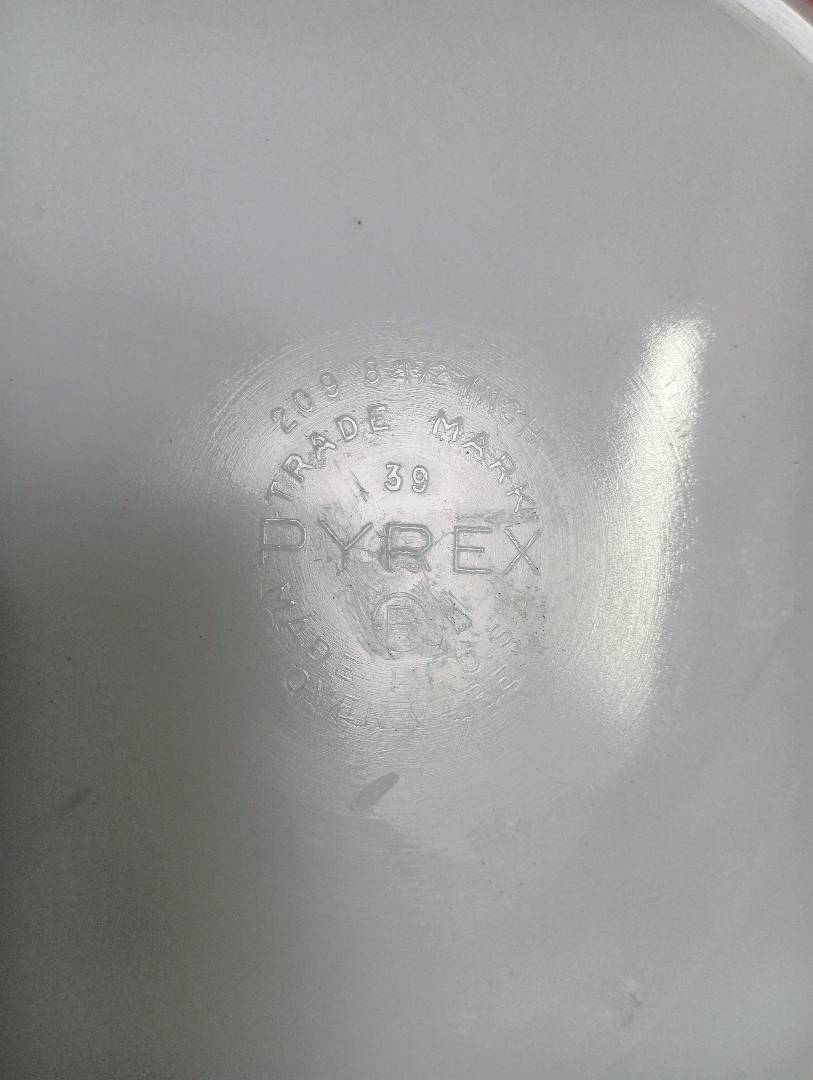 209 8 1/2 INCH
TRADE MARK
39
PYREX
®
MADE IN U.S.
OVENWARE